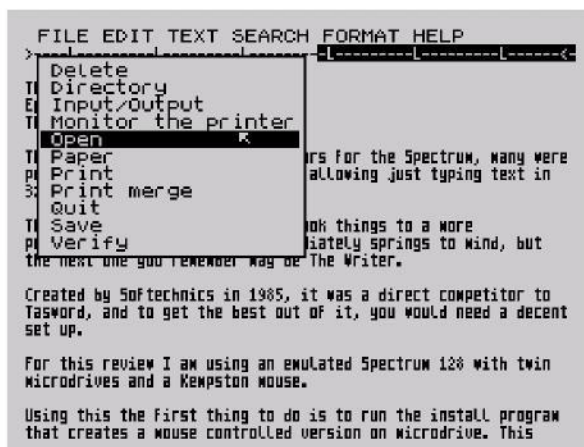 FILE EDIT TEXT SEARCH FORMAT HELP
Delete
Directory
Input/Output
Monitor the printer
Open
Paper
Print
Print merge
Quit
Save
Verify
rs for the Spectrum, many were
allowing just typing text in
ok things to a more
iately springs to mind, but
the next one you remember may be The Writer.
Created by Softechnics in 1985, it was a direct competitor to
Tasword, and to get the best out of it, you would need a decent
set up.
For this review I am using an emulated Spectrum 128 with twin
microdrives and a Kempston mouse.
Using this the first thing to do is to run the install program
that creates a mouse controlled version on microdrive. This